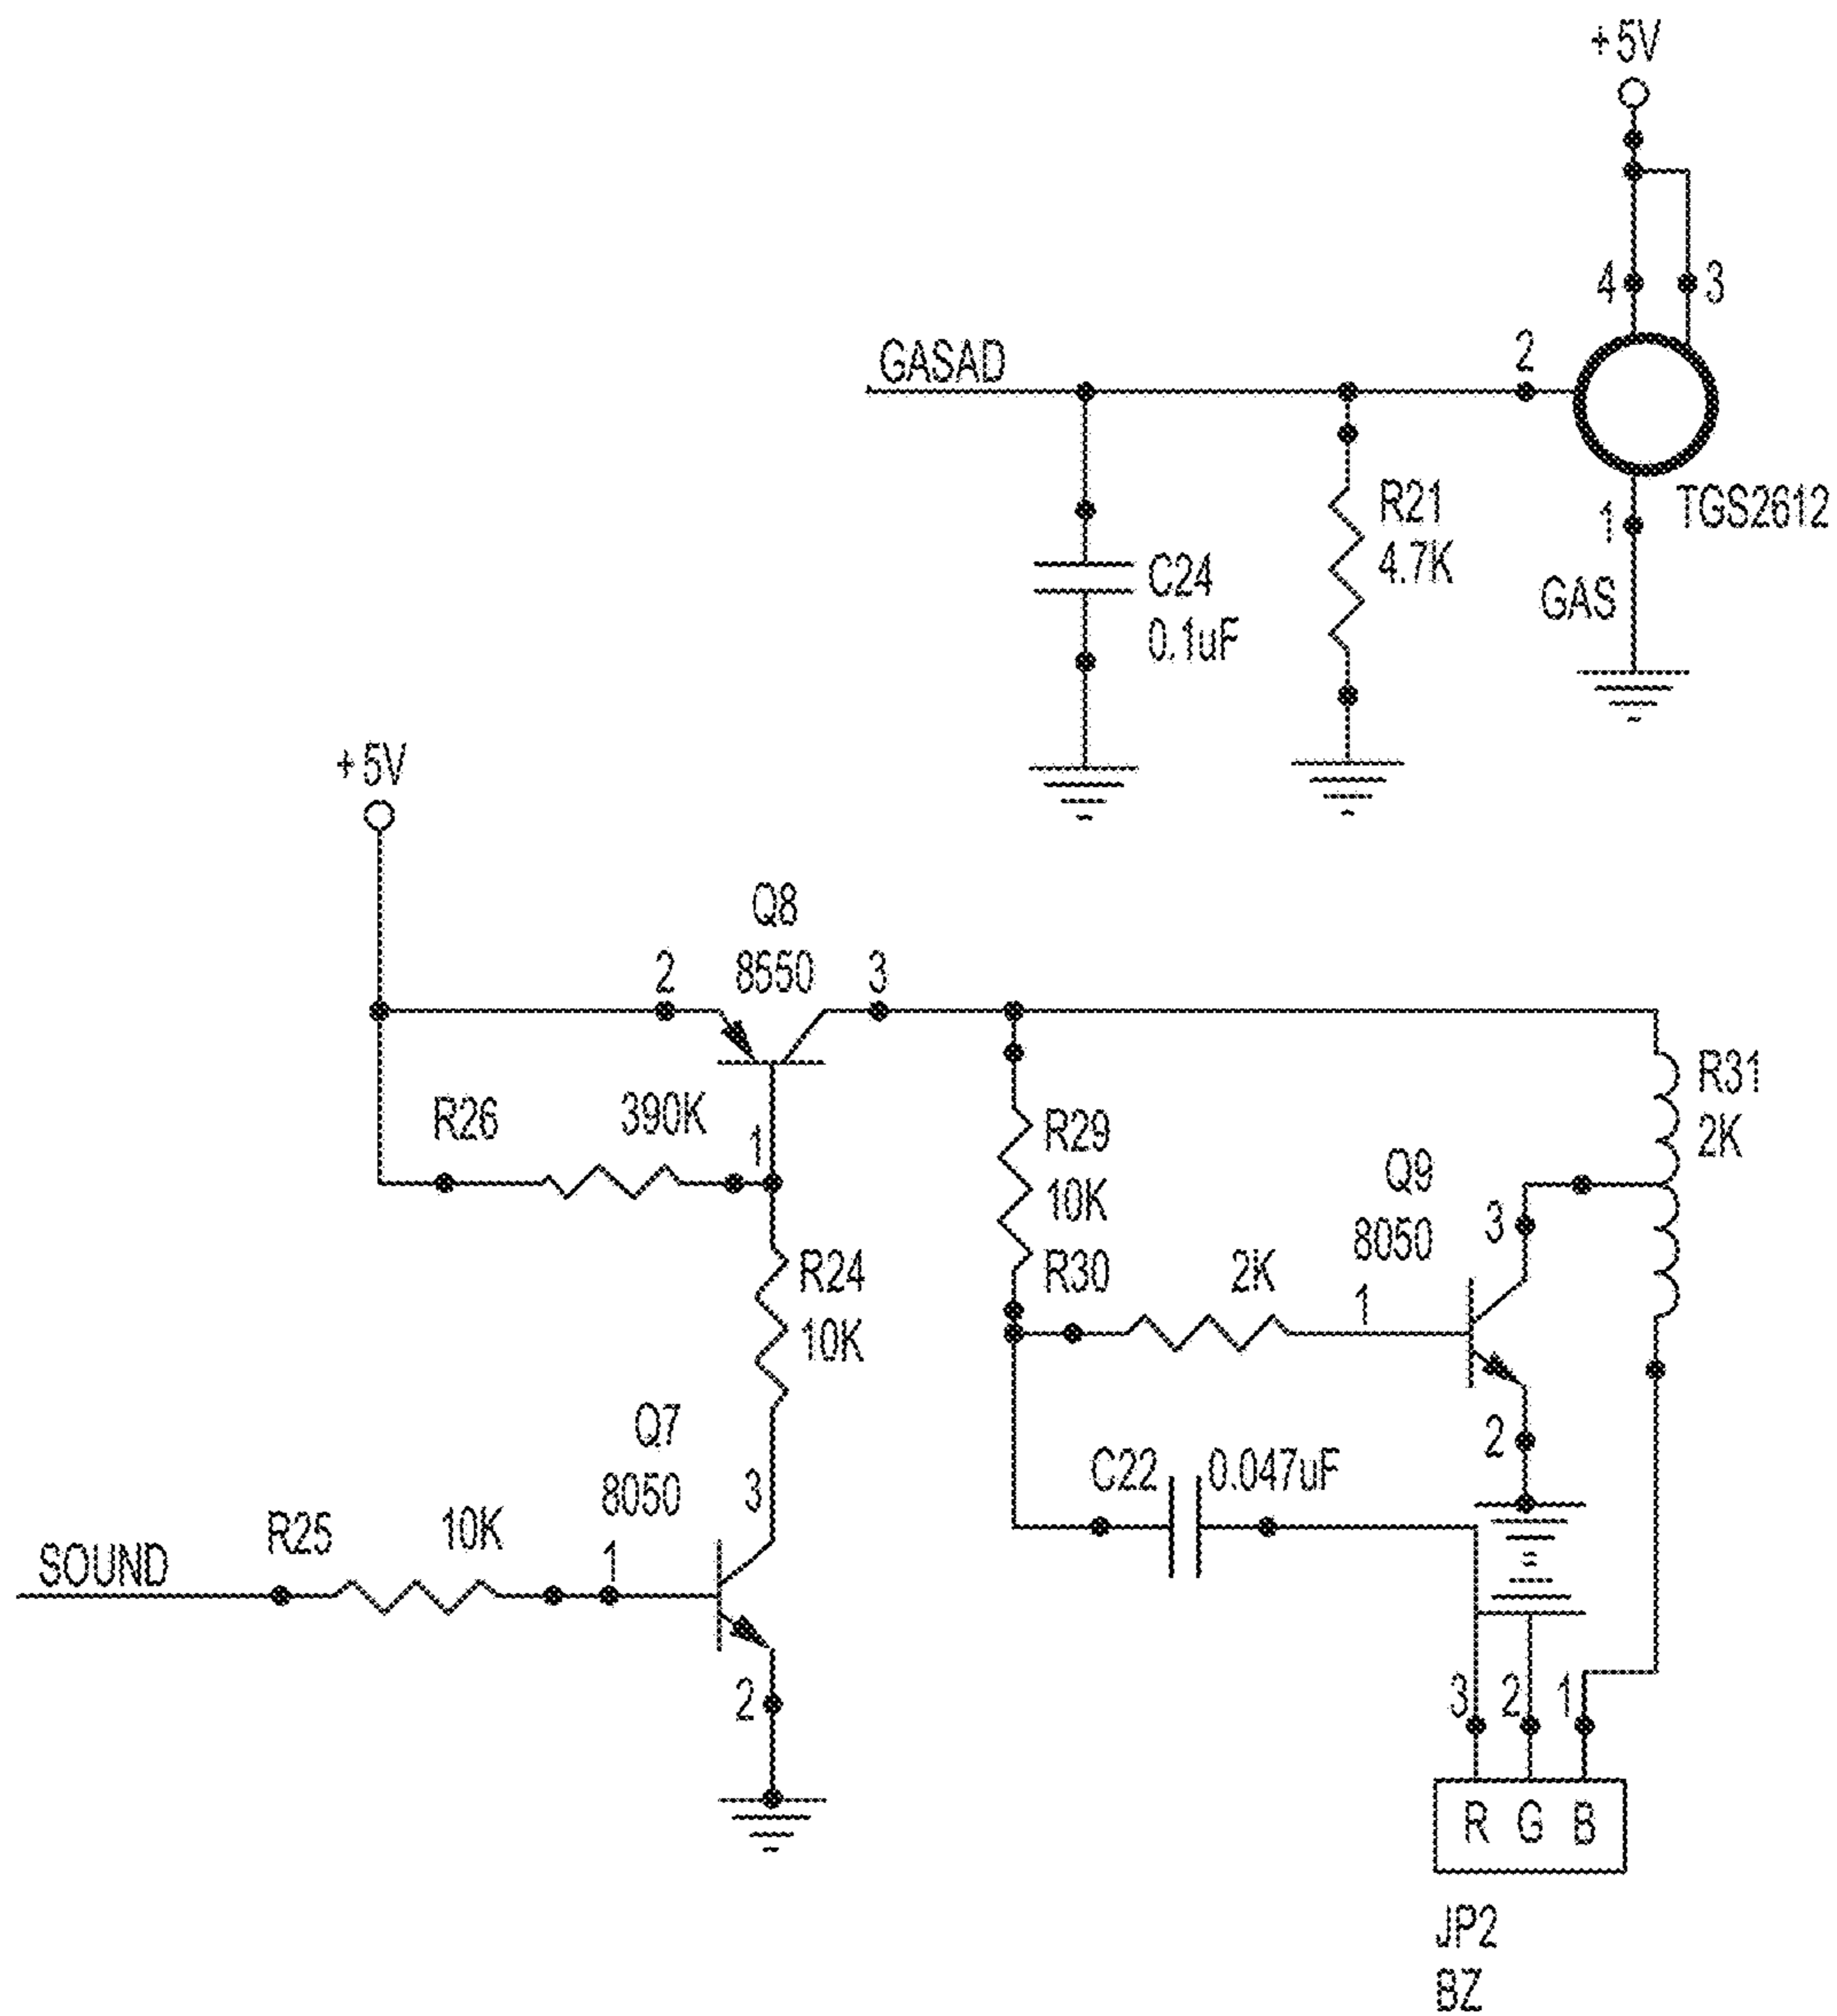 +5V
4
3
GASAD
2
TGS2612
1
R21
4.7K
C24
0.1uF
GAS
+5V
Q8
8550
2
3
R26
390K
1
R24
10K
R29
10K
R30
2K
Q9
8050
1
3
2
R31
2K
Q7
8050
3
SOUND
R25
10K
1
2
C22
0.047uF
3
2
1
R G B
JP2
BZ